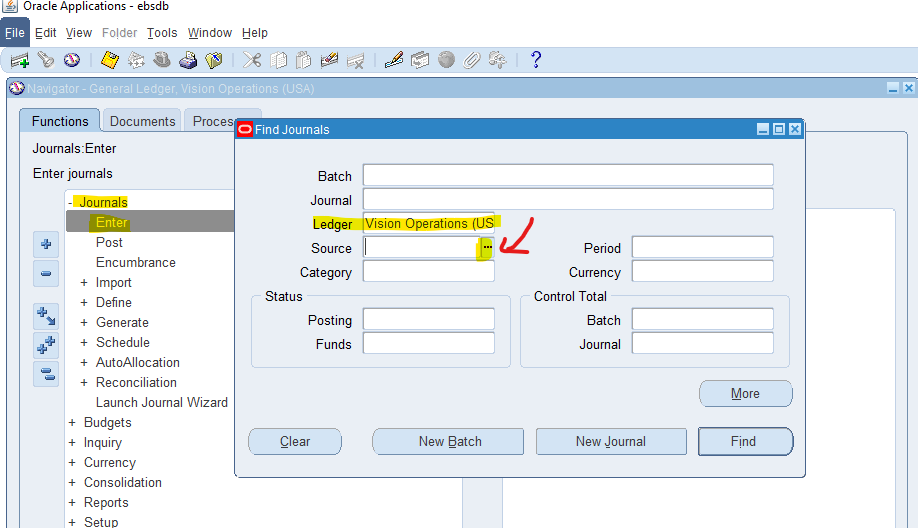 Oracle Applications - ebsdb
File Edit View Folder Tools Window Help
?
Navigator - General Ledger, Vision Operations (USA)
Functions Documents Proces
Find Journals
Journals:Enter
Enter journals
- Journals
Enter
Post
Encumbrance
+ Import
+ Define
+ Generate
+ Schedule
+ AutoAllocation
+ Reconciliation
Launch Journal Wizard
+ Budgets
+ Inquiry
+ Currency
+ Consolidation
+ Reports
+ Setup
Batch
Journal
Ledger Vision Operations (US
Source ... Period
Category Currency
Status Control Total
Posting Batch
Funds Journal
More
Clear New Batch New Journal Find